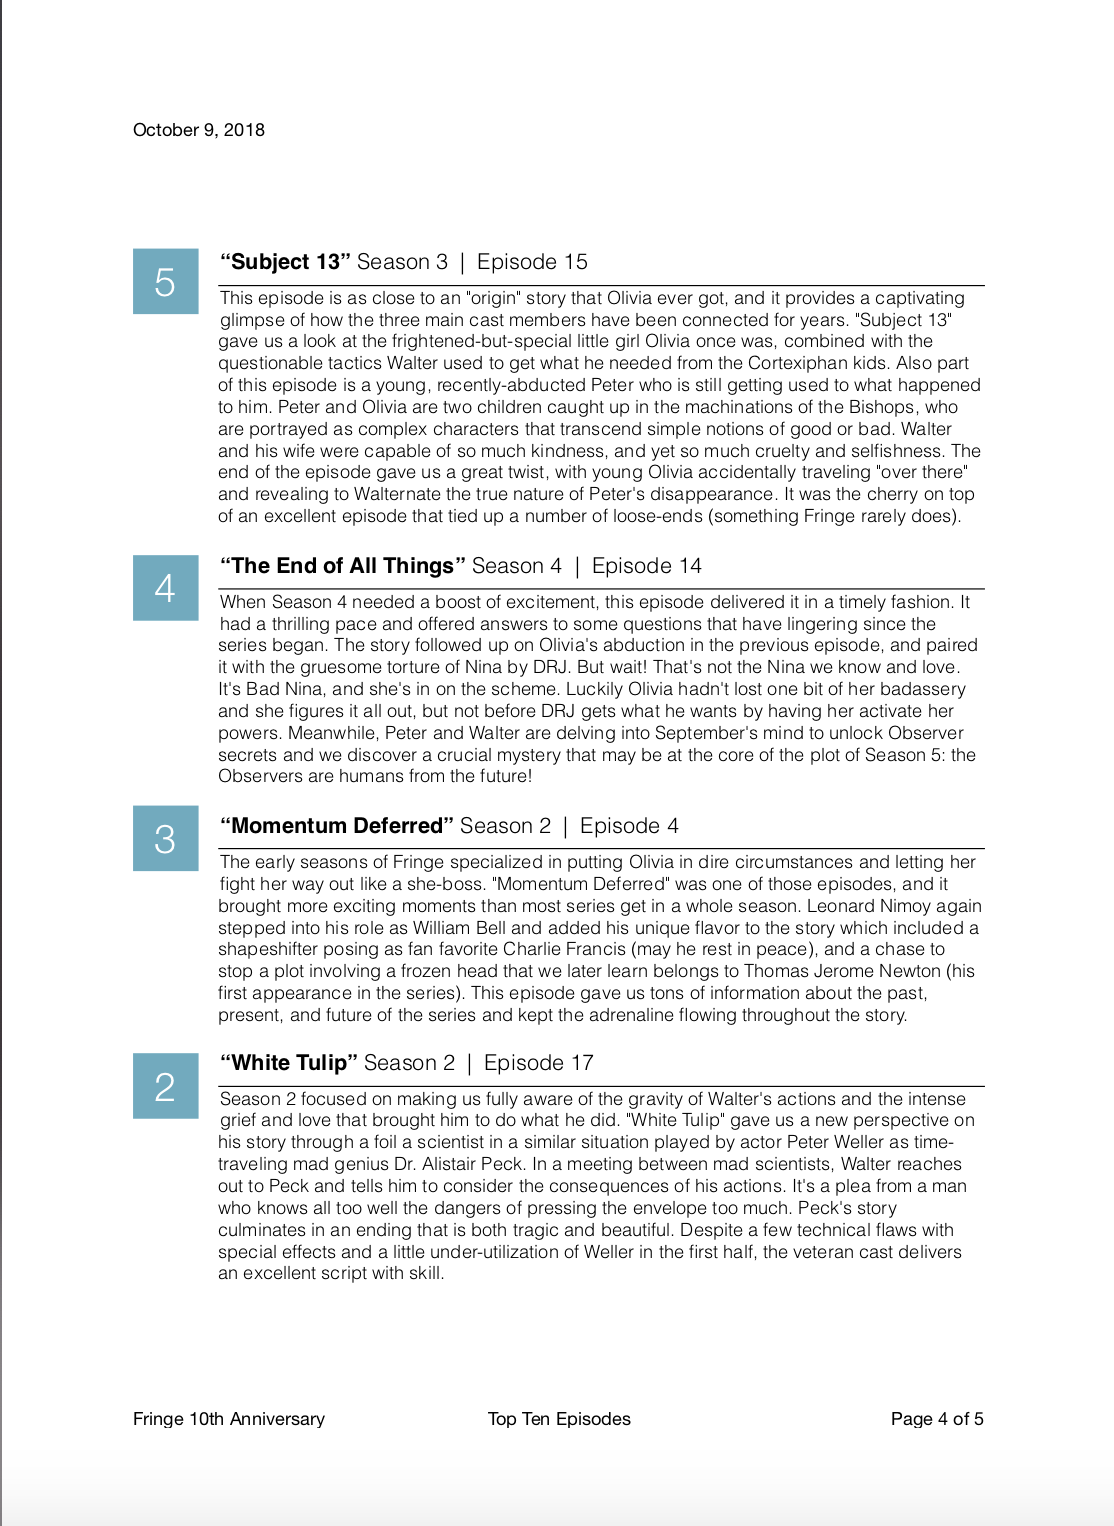 October 9, 2018
5
“Subject 13” Season 3 | Episode 15
This episode is as close to an "origin" story that Olivia ever got, and it provides a captivating
glimpse of how the three main cast members have been connected for years. "Subject 13"
gave us a look at the frightened-but-special little girl Olivia once was, combined with the
questionable tactics Walter used to get what he needed from the Cortexiphan kids. Also part
of this episode is a young, recently-abducted Peter who is still getting used to what happened
to him. Peter and Olivia are two children caught up in the machinations of the Bishops, who
are portrayed as complex characters that transcend simple notions of good or bad. Walter
and his wife were capable of so much kindness, and yet so much cruelty and selfishness. The
end of the episode gave us a great twist, with young Olivia accidentally traveling "over there"
and revealing to Walternate the true nature of Peter's disappearance. It was the cherry on top
of an excellent episode that tied up a number of loose-ends (something Fringe rarely does).
4
“The End of All Things” Season 4 | Episode 14
When Season 4 needed a boost of excitement, this episode delivered it in a timely fashion. It
had a thrilling pace and offered answers to some questions that have lingering since the
series began. The story followed up on Olivia's abduction in the previous episode, and paired
it with the gruesome torture of Nina by DRJ. But wait! That's not the Nina we know and love.
It's Bad Nina, and she's in on the scheme. Luckily Olivia hadn't lost one bit of her badassery
and she figures it all out, but not before DRJ gets what he wants by having her activate her
powers. Meanwhile, Peter and Walter are delving into September's mind to unlock Observer
secrets and we discover a crucial mystery that may be at the core of the plot of Season 5: the
Observers are humans from the future!
3
“Momentum Deferred” Season 2 | Episode 4
The early seasons of Fringe specialized in putting Olivia in dire circumstances and letting her
fight her way out like a she-boss. "Momentum Deferred" was one of those episodes, and it
brought more exciting moments than most series get in a whole season. Leonard Nimoy again
stepped into his role as William Bell and added his unique flavor to the story which included a
shapeshifter posing as fan favorite Charlie Francis (may he rest in peace), and a chase to
stop a plot involving a frozen head that we later learn belongs to Thomas Jerome Newton (his
first appearance in the series). This episode gave us tons of information about the past,
present, and future of the series and kept the adrenaline flowing throughout the story.
2
“White Tulip” Season 2 | Episode 17
Season 2 focused on making us fully aware of the gravity of Walter's actions and the intense
grief and love that brought him to do what he did. "White Tulip" gave us a new perspective on
his story through a foil a scientist in a similar situation played by actor Peter Weller as time-
traveling mad genius Dr. Alistair Peck. In a meeting between mad scientists, Walter reaches
out to Peck and tells him to consider the consequences of his actions. It's a plea from a man
who knows all too well the dangers of pressing the envelope too much. Peck's story
culminates in an ending that is both tragic and beautiful. Despite a few technical flaws with
special effects and a little under-utilization of Weller in the first half, the veteran cast delivers
an excellent script with skill.
Fringe 10th Anniversary Top Ten Episodes Page 4 of 5